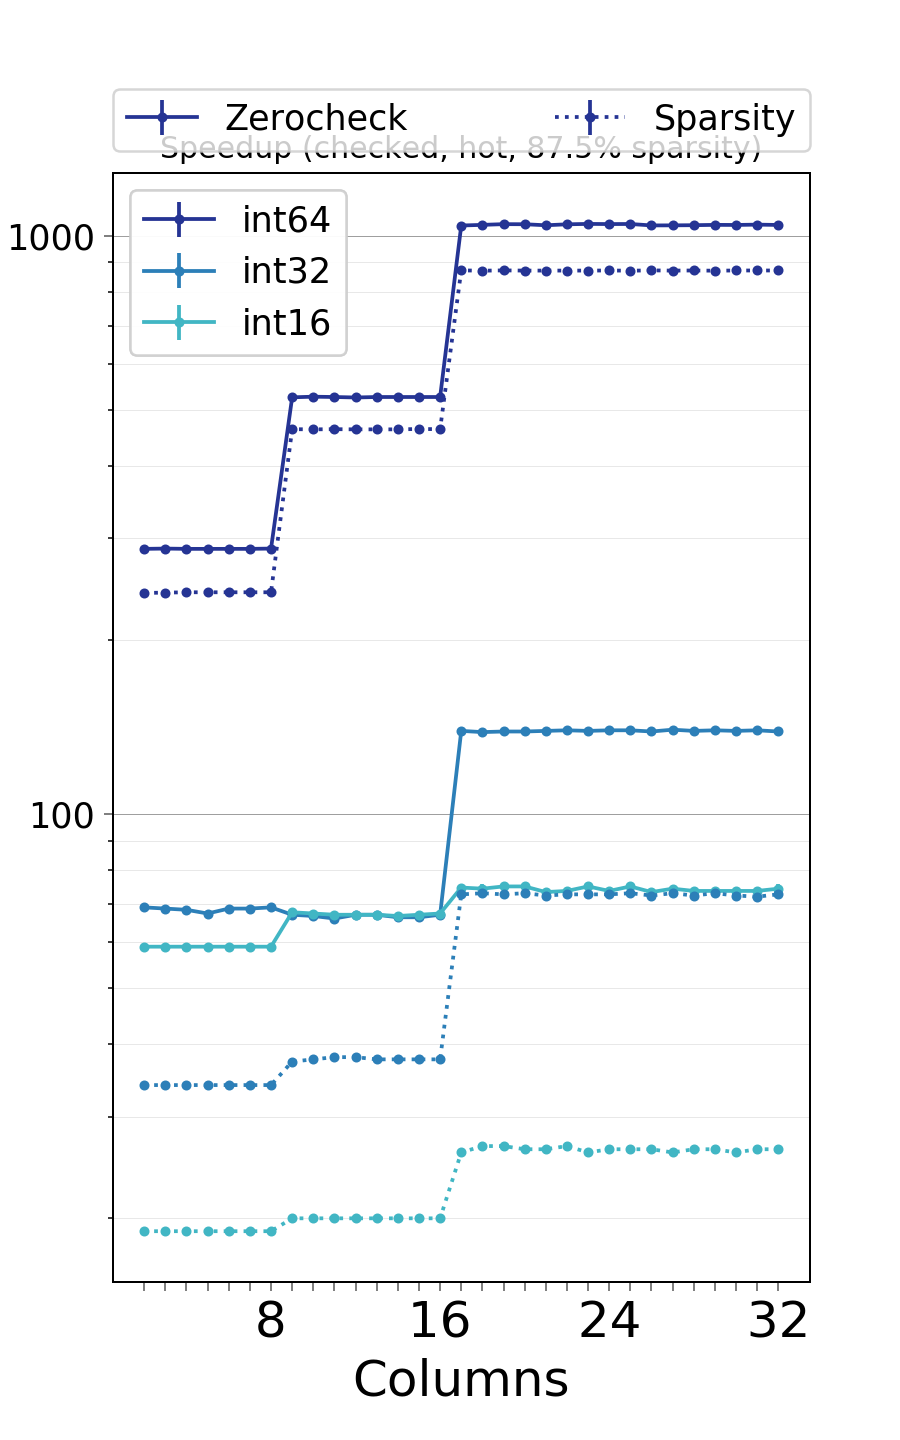 Zerocheck Sparsity
Speedup (checked, hot, 87.5% sparsity)
int64
int32
int16
1000
100
8 16 24 32
Columns